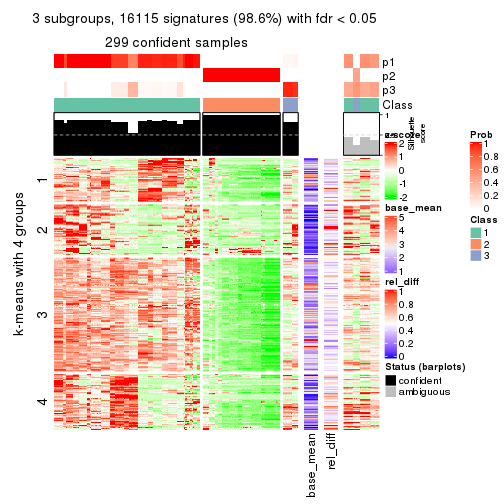 3 subgroups, 16115 signatures (98.6%) with fdr < 0.05
299 confident samples
p1
p2
p3
Class
1
Silhouette
score
k-means with 4 groups
1
2
3
4
base_mean
rel_diff
z-score
2
1
0
-1
-2
base_mean
5
4
3
2
1
rel_diff
1
0.8
0.6
0.4
0.2
0
Status (barplots)
confident
ambiguous
Prob
1
0.8
0.6
0.4
0.2
0
Class
1
2
3